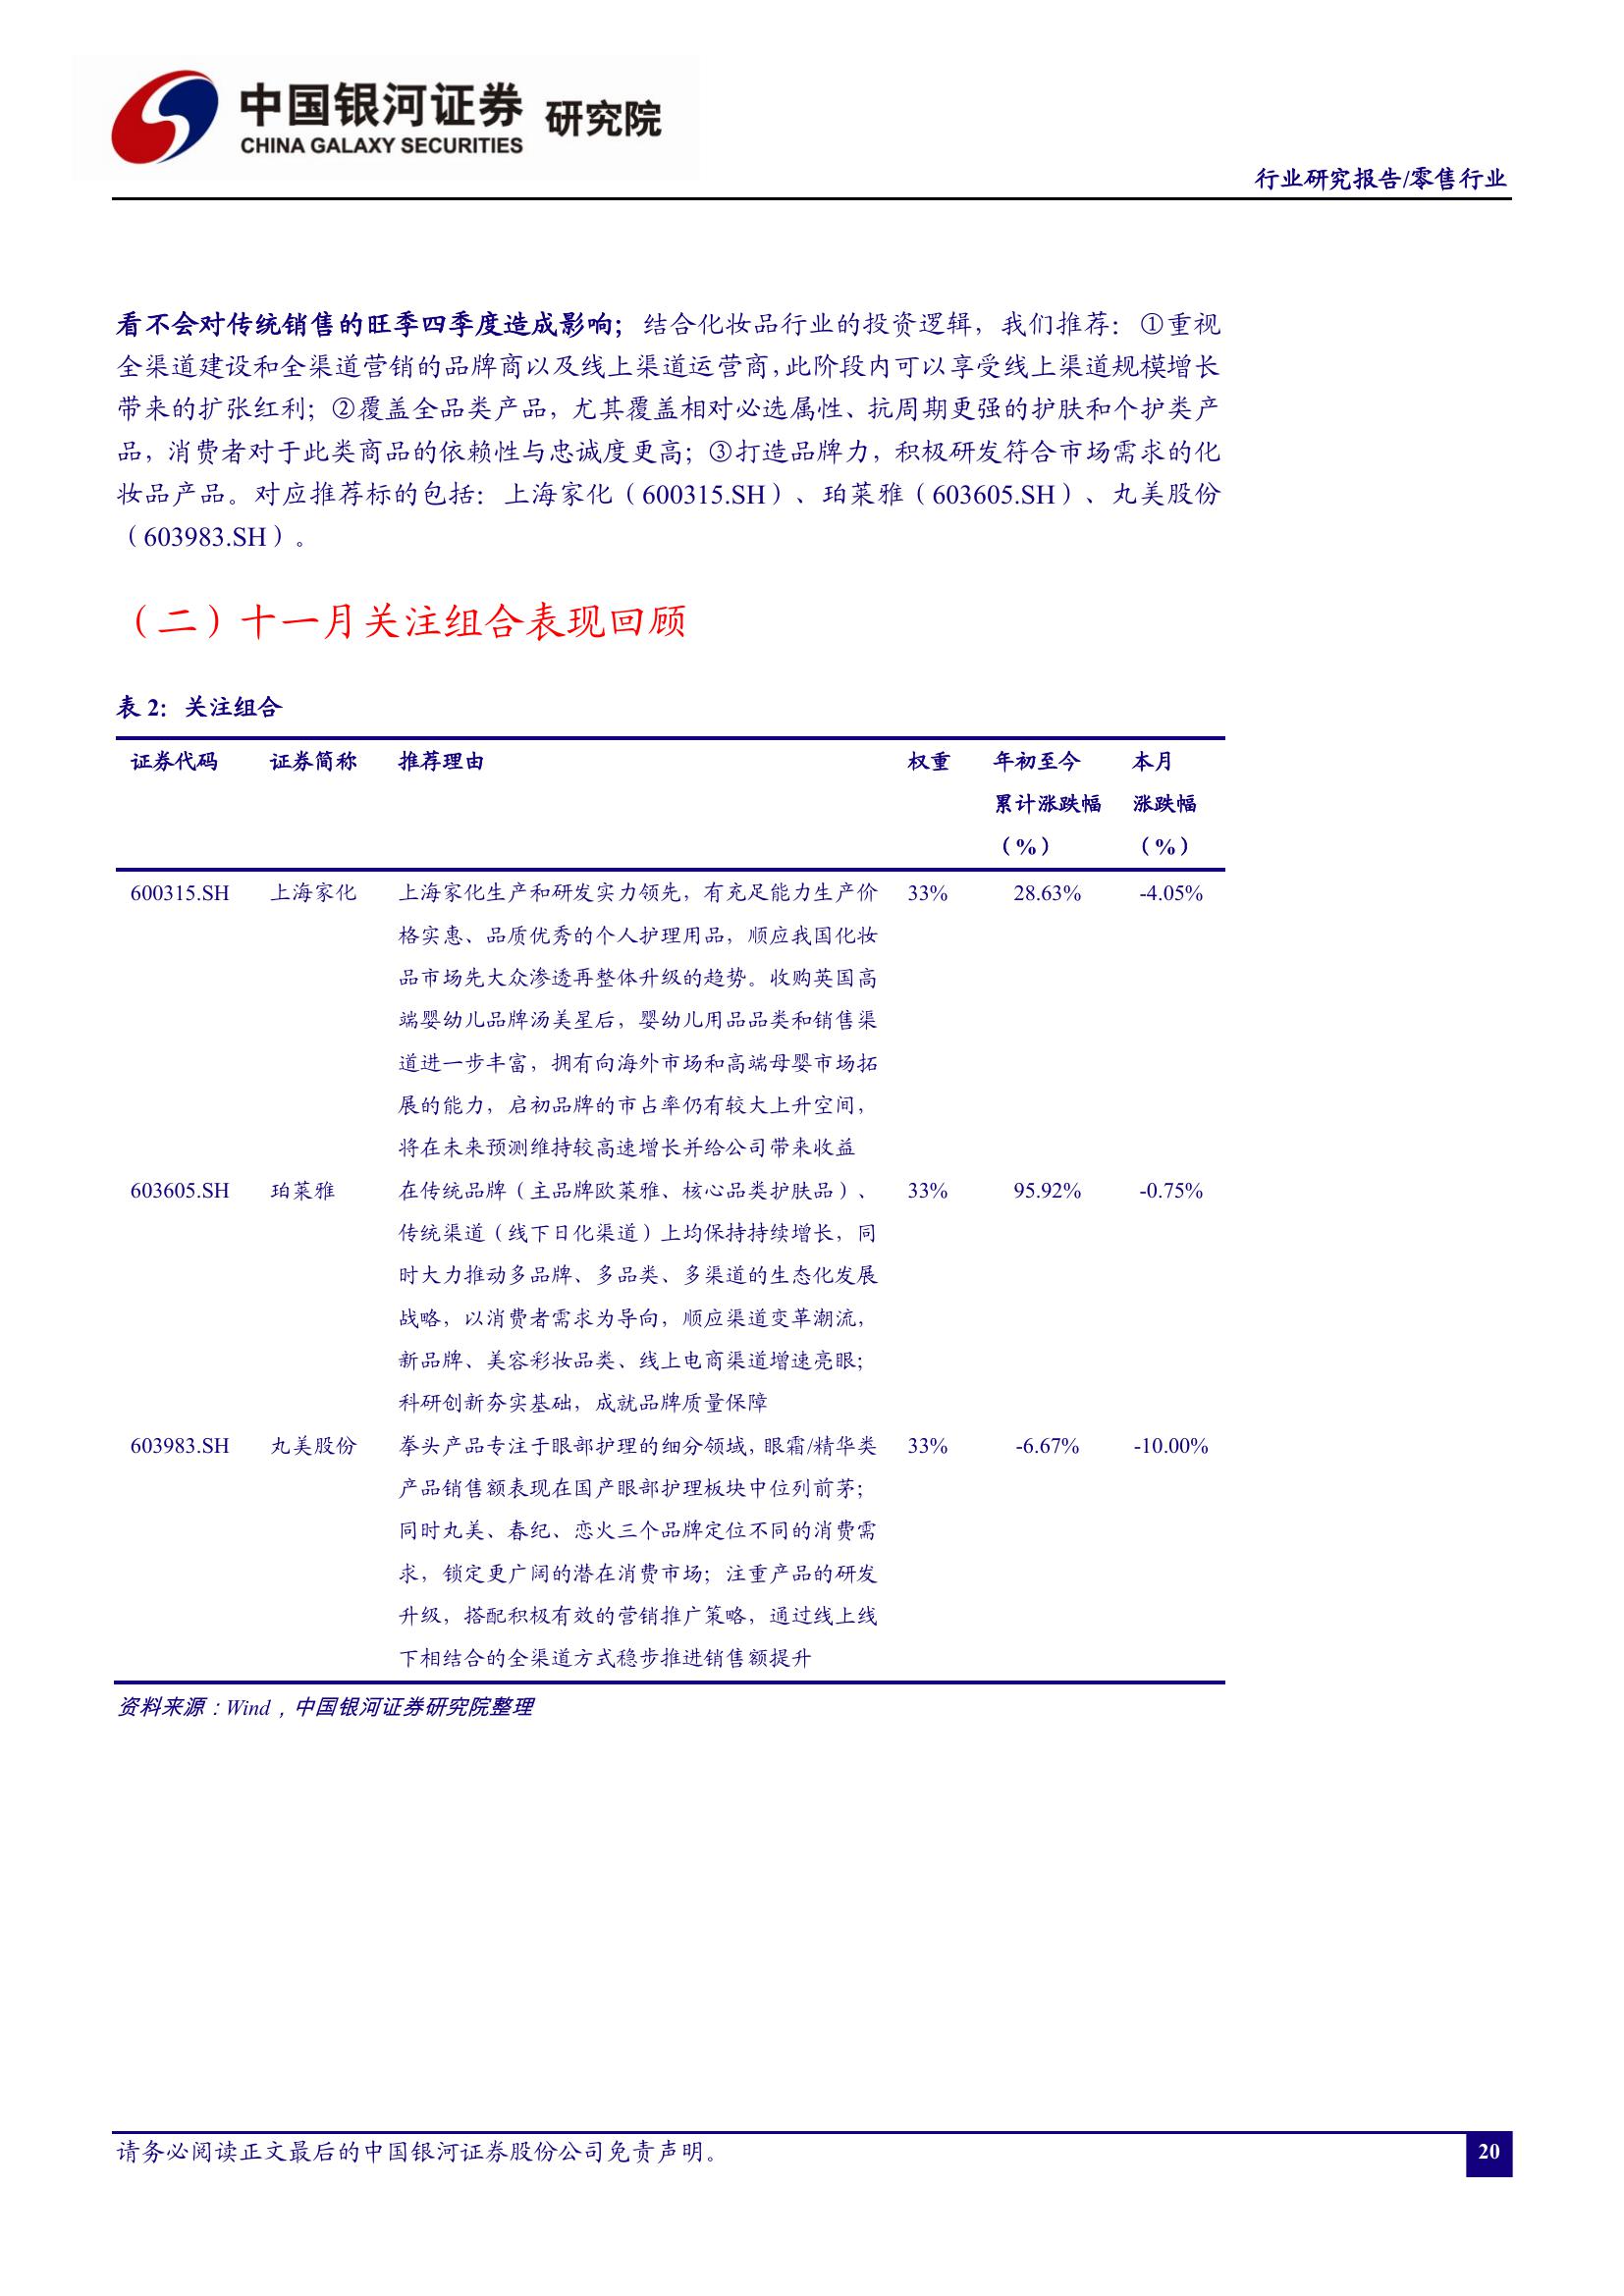 中国银河证券 研究院
CHINA GALAXY SECURITIES
行业研究报告/零售行业
看不会对传统销售的旺季四季度造成影响；结合化妆品行业的投资逻辑，我们推荐：①重视
全渠道建设和全渠道营销的品牌商以及线上渠道运营商，此阶段内可以享受线上渠道规模增长
带来的扩张红利；②覆盖全品类产品，尤其覆盖相对必选属性、抗周期更强的护肤和个护类产
品，消费者对于此类商品的依赖性与忠诚度更高；③打造品牌力，积极研发符合市场需求的化
妆品产品。对应推荐标的包括：上海家化（600315.SH）、珀莱雅（603605.SH）、丸美股份
（603983.SH）。
（二）十一月关注组合表现回顾
表 2：关注组合
证券代码 证券简称 推荐理由 权重 年初至今 本月
累计涨跌幅 涨跌幅
（%） （%）
600315.SH 上海家化 上海家化生产和研发实力领先，有充足能力生产价 33% 28.63% -4.05%
格实惠、品质优秀的个人护理用品，顺应我国化妆
品市场先大众渗透再整体升级的趋势。收购英国高
端婴幼儿品牌汤美星后，婴幼儿用品品类和销售渠
道进一步丰富，拥有向海外市场和高端母婴市场拓
展的能力，启初品牌的市占率仍有较大上升空间，
将在未来预测维持较高速增长并给公司带来收益
603605.SH 珀莱雅 在传统品牌（主品牌欧莱雅、核心品类护肤品）、 33% 95.92% -0.75%
传统渠道（线下日化渠道）上均保持持续增长，同
时大力推动多品牌、多品类、多渠道的生态化发展
战略，以消费者需求为导向，顺应渠道变革潮流，
新品牌、美容彩妆品类、线上电商渠道增速亮眼；
科研创新夯实基础，成就品牌质量保障
603983.SH 丸美股份 拳头产品专注于眼部护理的细分领域，眼霜/精华类 33% -6.67% -10.00%
产品销售额表现在国产眼部护理板块中位列前茅；
同时丸美、春纪、恋火三个品牌定位不同的消费需
求，锁定更广阔的潜在消费市场；注重产品的研发
升级，搭配积极有效的营销推广策略，通过线上线
下相结合的全渠道方式稳步推进销售额提升
资料来源：Wind，中国银河证券研究院整理
请务必阅读正文最后的中国银河证券股份公司免责声明。
20